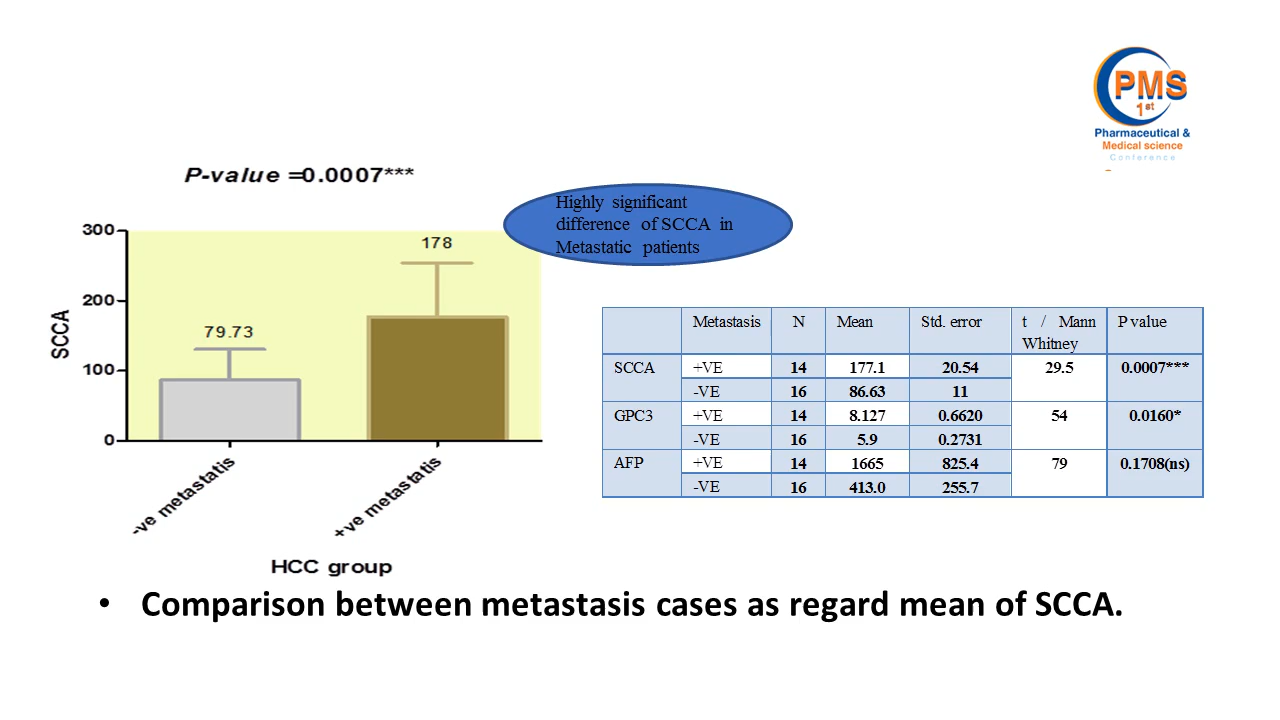 PMS
1st
Pharmaceutical &
Medical science
Conference
P-value =0.0007***
Highly significant
difference of SCCA in
Metastatic patients
300
200
100
0
SCCA
79.73
178
-ve metastatis
+ve metastatis
HCC group
Metastasis N Mean Std. error t / Mann Whitney P value
SCCA +VE 14 177.1 20.54 29.5 0.0007***
-VE 16 86.63 11
GPC3 +VE 14 8.127 0.6620 54 0.0160*
-VE 16 5.9 0.2731
AFP +VE 14 1665 825.4 79 0.1708(ns)
-VE 16 413.0 255.7
• Comparison between metastasis cases as regard mean of SCCA.